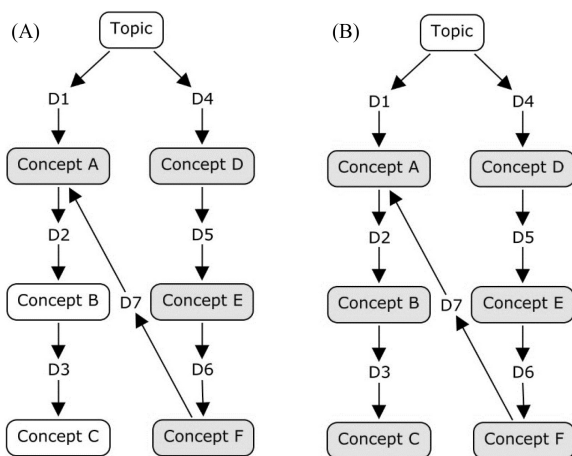 (A)
Topic
D1
D4
Concept A
Concept D
D2
D5
Concept B
D7
Concept E
D3
D6
Concept C
Concept F
(B)
Topic
D1
D4
Concept A
Concept D
D2
D5
Concept B
D7
Concept E
D3
D6
Concept C
Concept F